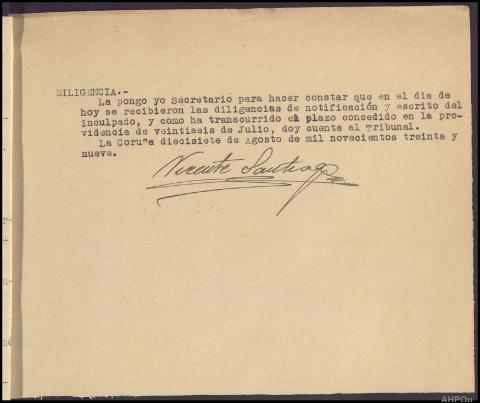 DILIGENCIA.-
La pongo yo Secretario para hacer constar que en el dia de
hoy se recibieron las diligencias de notificación y escrito del
inculpado, y como ha transcurrido el plazo concedido en la pro-
videncia de veintiseis de Julio, doy cuenta al Tribunal.
La Coruña diecisiete de Agosto de mil novecientos treinta y
nueve.
Vicente Santiago
AHPOu